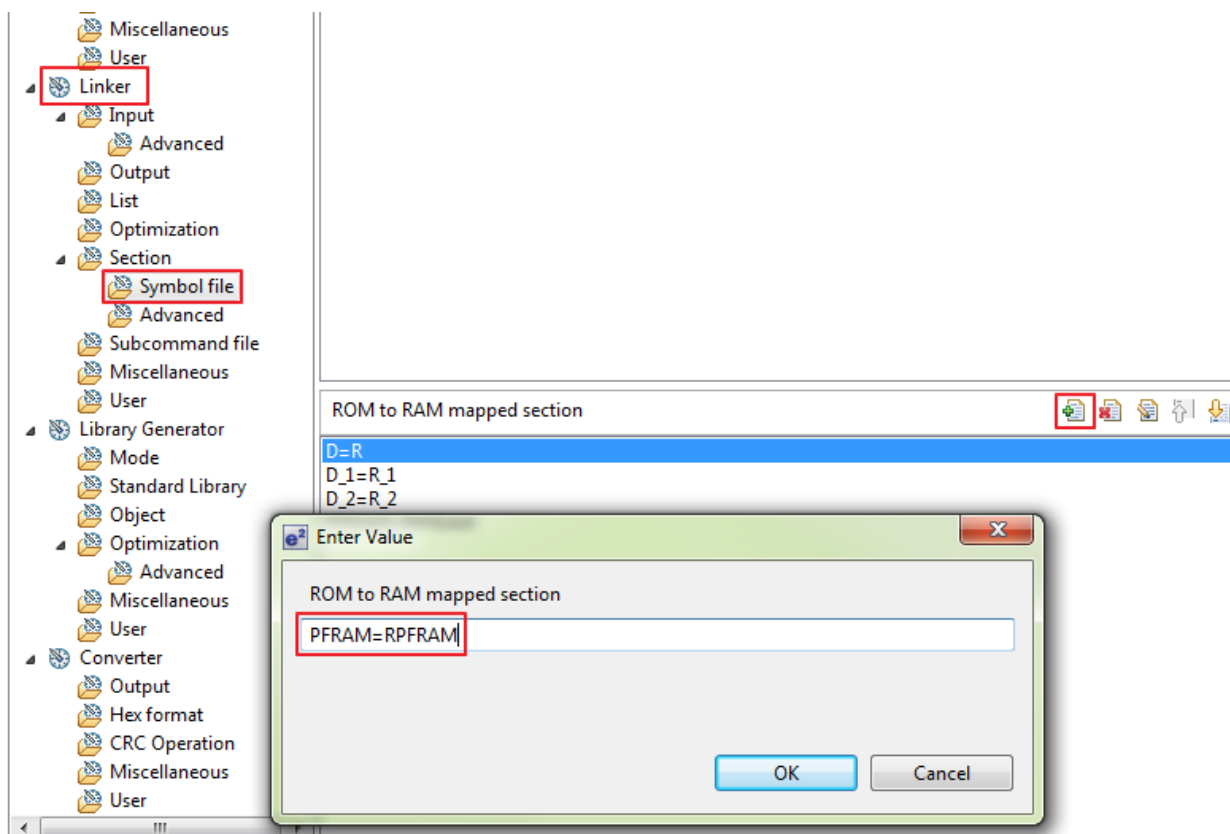 Miscellaneous
User
Linker
Input
Advanced
Output
List
Optimization
Section
Symbol file
Advanced
Subcommand file
Miscellaneous
User
Library Generator
Mode
Standard Library
Object
Optimization
Advanced
Miscellaneous
User
Converter
Output
Hex format
CRC Operation
Miscellaneous
User
ROM to RAM mapped section
D=R
D_1=R_1
D_2=R_2
e² Enter Value
ROM to RAM mapped section
PFRAM=RPFRAM
OK Cancel